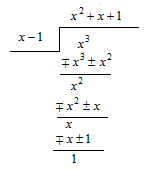 x² + x + 1
x − 1
x³
∓ x³ ± x²
x²
∓ x² ± x
x
∓ x ± 1
1